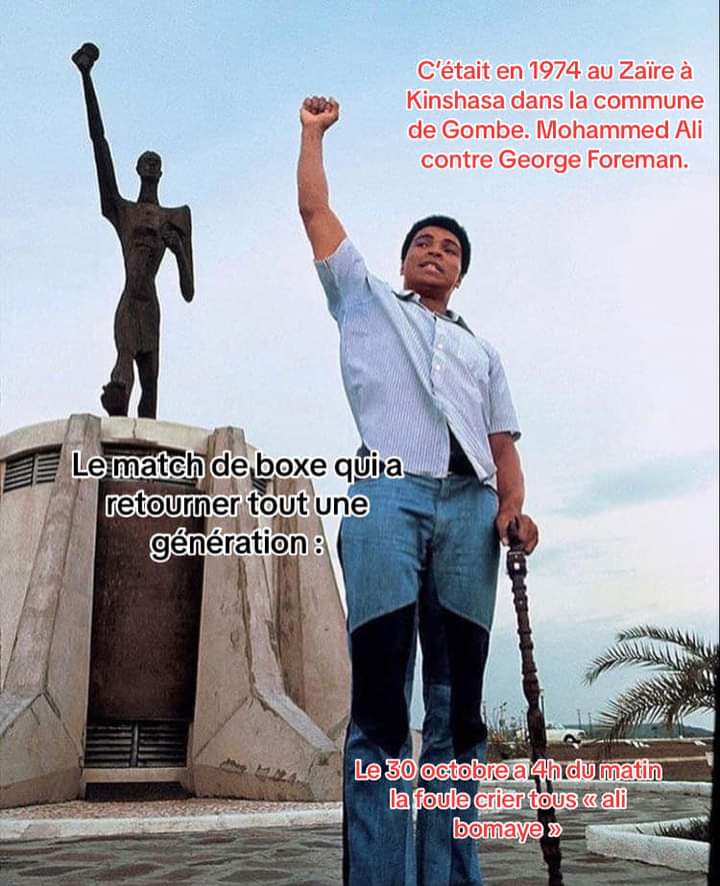 C'était en 1974 au Zaïre à
Kinshasa dans la commune
de Gombe. Mohammed Ali
contre George Foreman.
Le match de boxe qui a
retourner tout une
génération :
Le 30 octobre a 4h du matin
la foule crier tous « ali
bomaye »